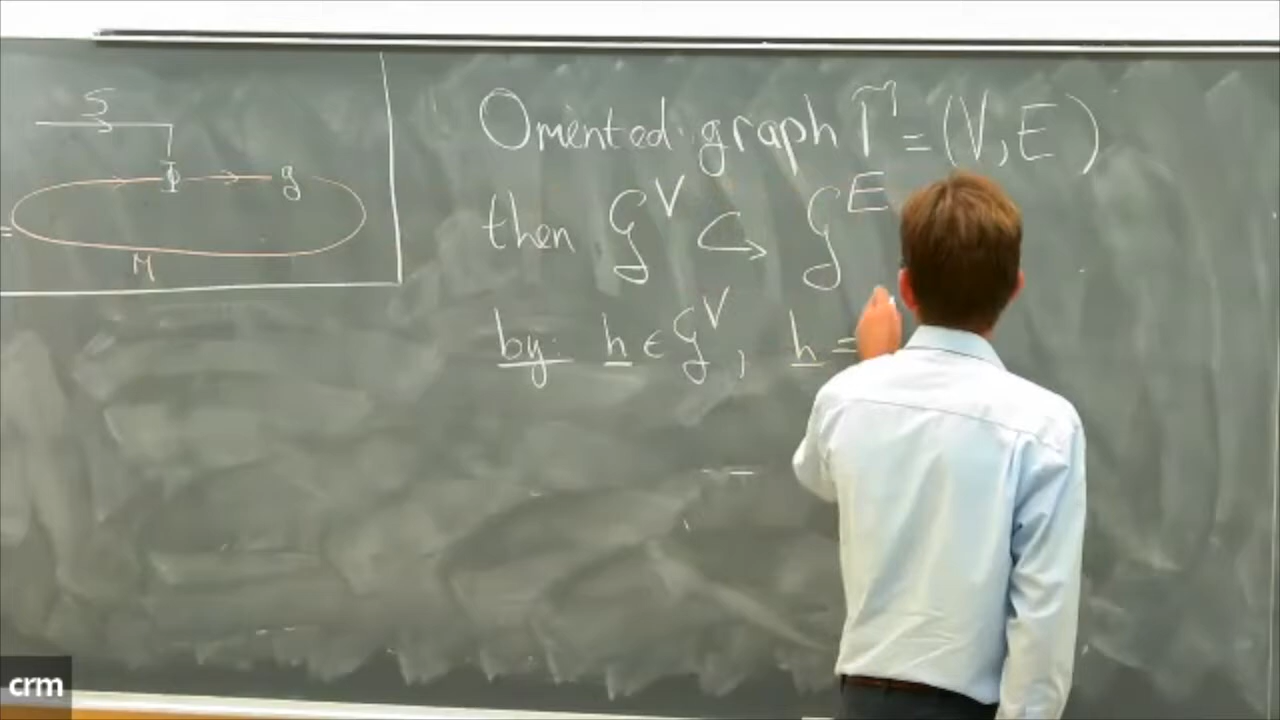 S
Φ
g
=
M
Oriented graph Γ = (V, E)
then 𝒢^V ↪ 𝒢^E
by: h ∈ 𝒢^V, h =
crm